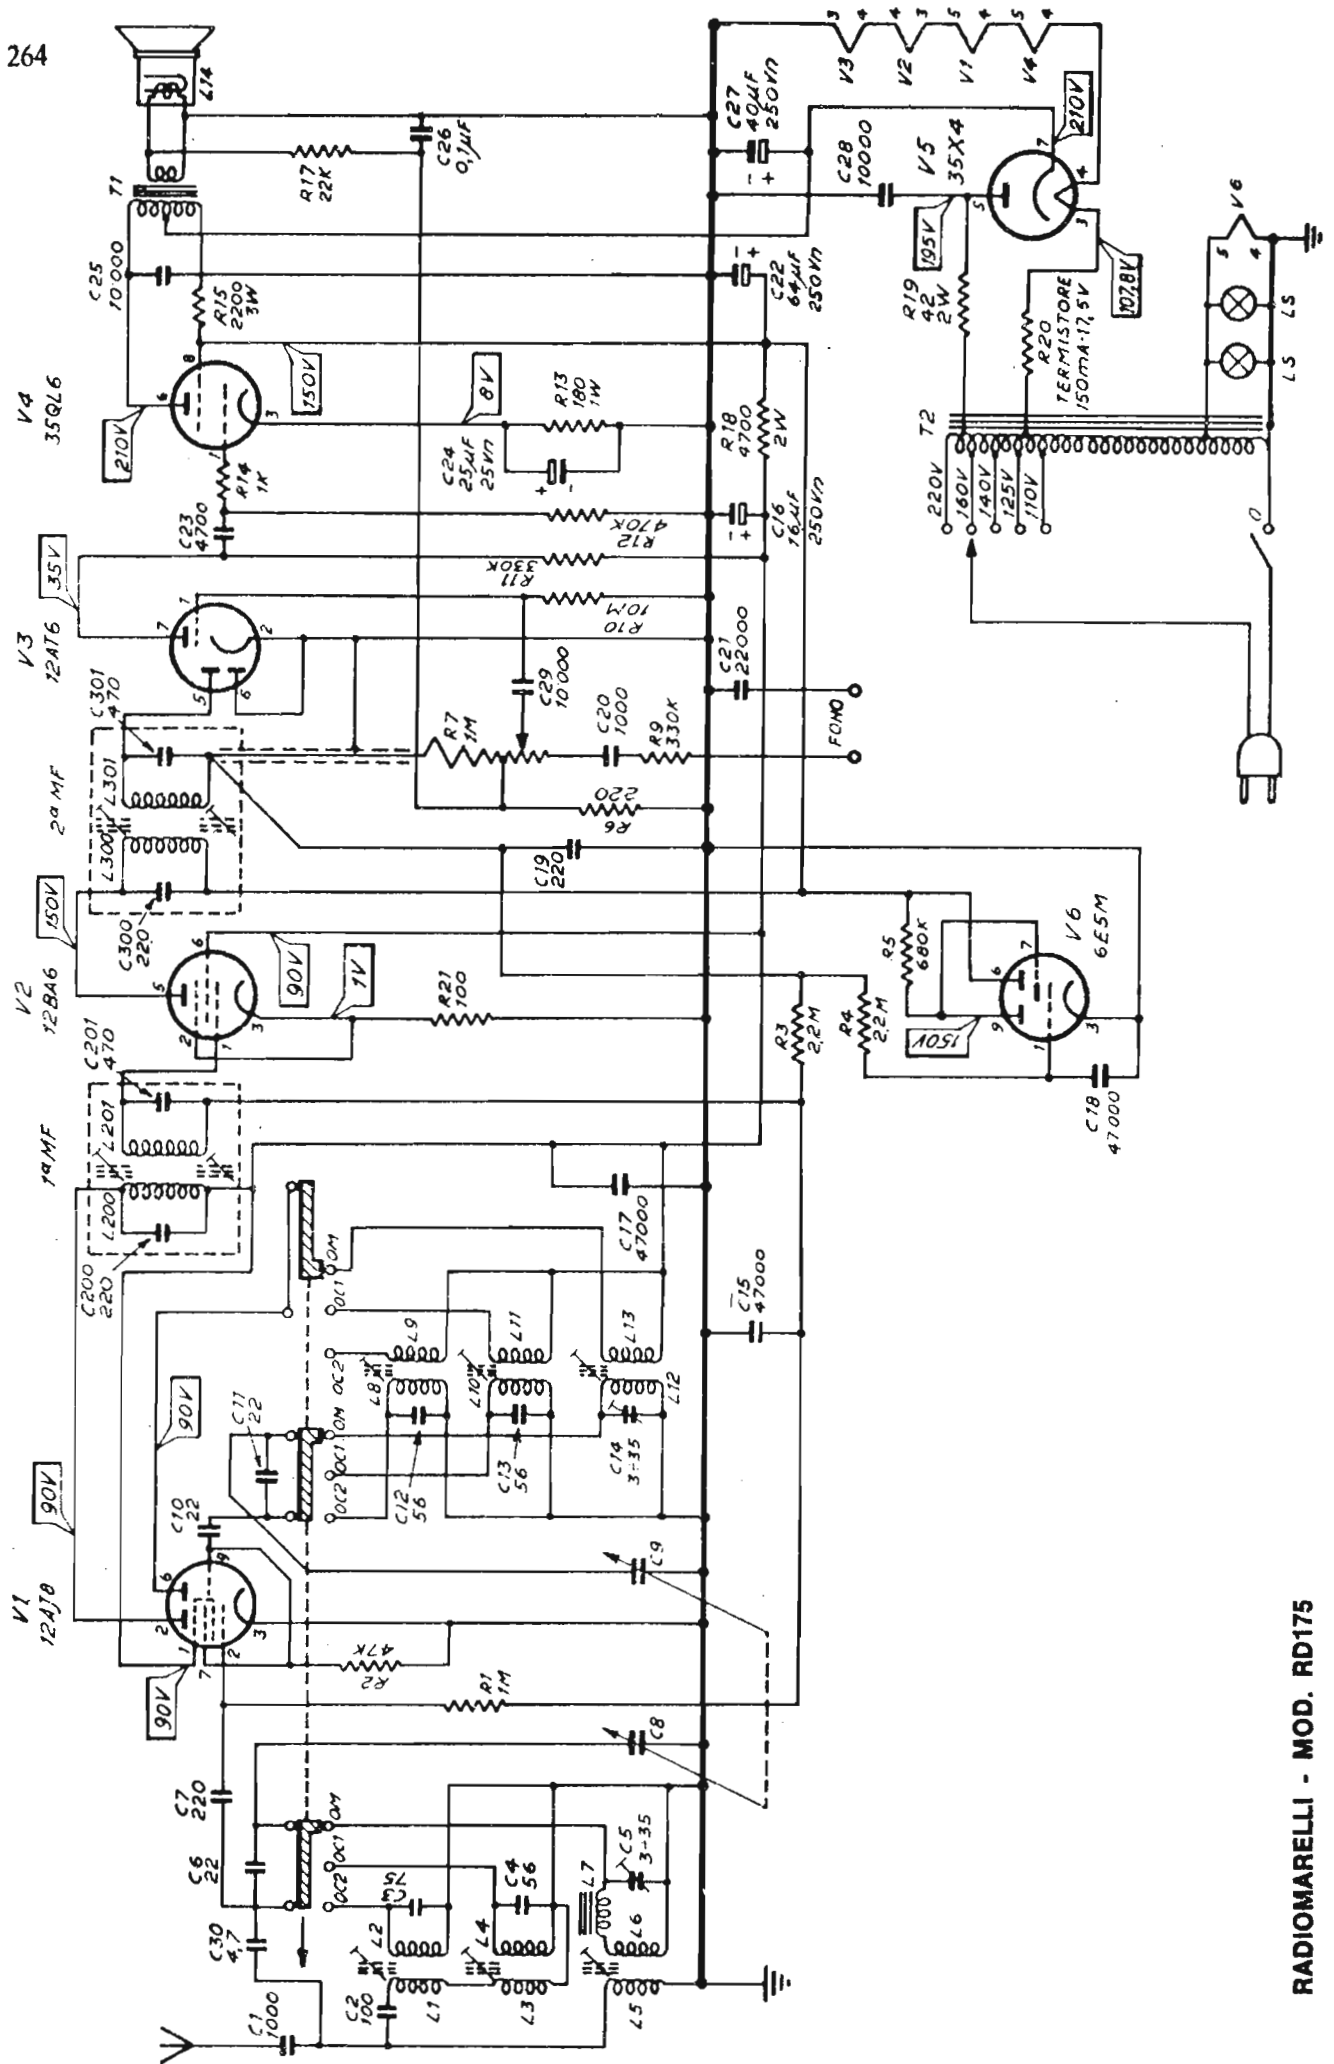 264
V1
12AJ8
1ª MF
V2
12BA6
2ª MF
V3
12AT6
V4
35QL6
C25
10000
T1
L14
90V
150V
35V
210V
C200
220
L200
L201
C201
470
C300
220
L300
L301
C301
470
C23
4700
R14
1K
R15
2200
3W
R17
22K
C26
0,1µF
C1
1000
C30
4,7
C6
22
C7
220
90V
C10
22
C11
22
90V
90V
1V
R21
100
150V
8V
C24
25µF
25Vn
R13
180
1W
C2
100
L1
L2
C3
75
OC2
OC1
OM
L3
L4
C4
56
L5
L6
L7
C5
3÷35
C8
R1
1M
R2
47K
C9
OC2
OC1
OM
OC2
OC1
OM
C12
56
L8
L9
C13
56
L10
L11
C14
3÷35
L12
L13
C17
47000
C15
47000
C19
220
R6
220
R7
1M
C20
1000
R9
330K
C29
10000
R10
10M
R11
330K
R12
470K
C21
22000
FONO
C16
16µF
250Vn
R18
4700
2W
C22
64µF
250Vn
C27
40µF
250Vn
C28
10000
V5
35X4
195V
210V
107,8V
R19
42
2W
R20
TERMISTORE
150mA-17,5V
V3
V2
V1
V4
R3
2,2M
R4
2,2M
R5
680K
150V
V6
6E5M
C18
47000
T2
220V
160V
140V
125V
110V
O
LS
LS
V6
RADIOMARELLI - MOD. RD175